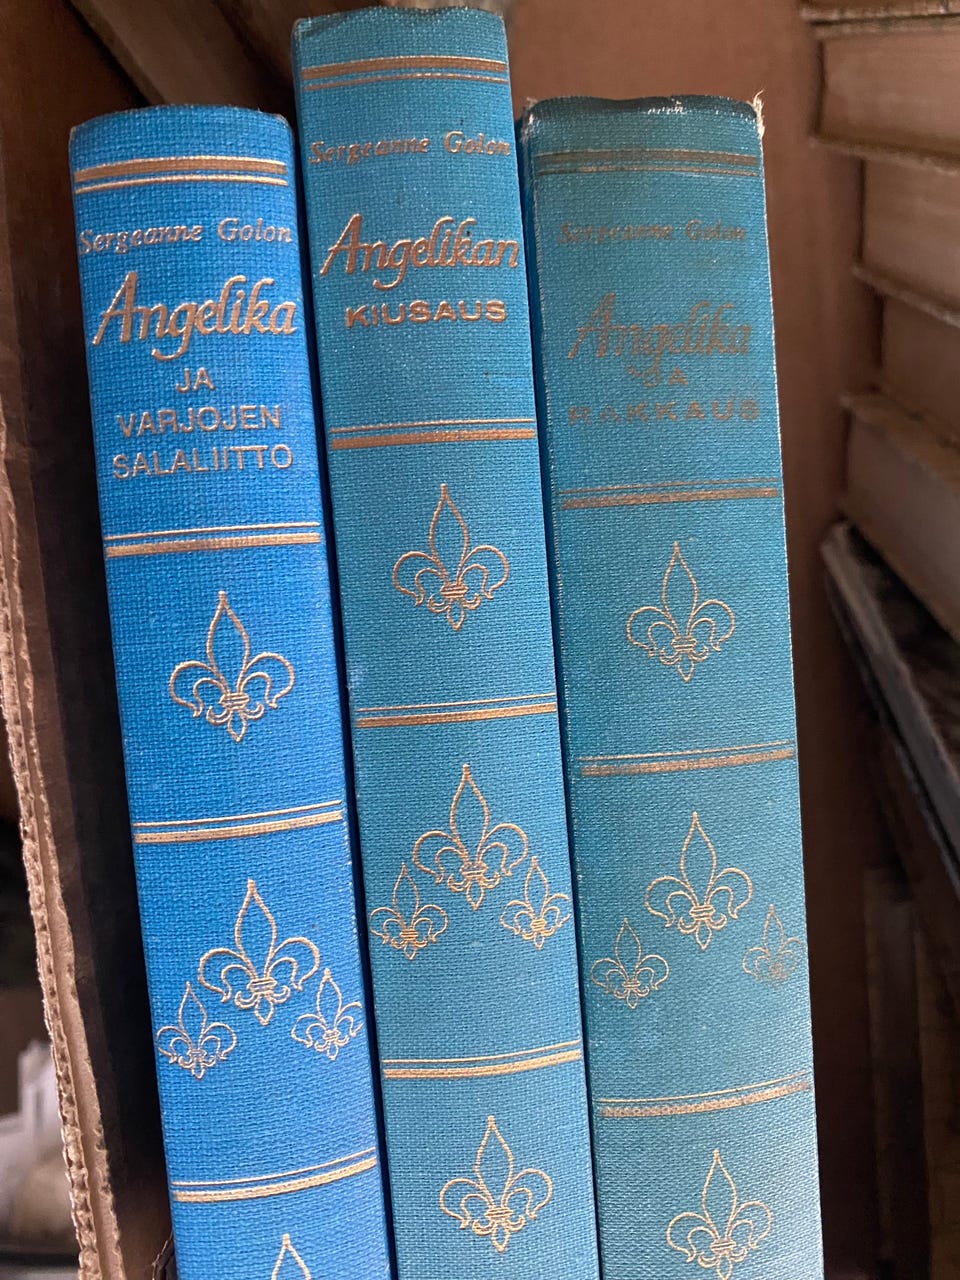 Sergeanne Golon
Angelika
JA
VARJOJEN
SALALIITTO
Sergeanne Golon
Angelikan
KIUSAUS
Sergeanne Golon
Angelika
JA
RAKKAUS